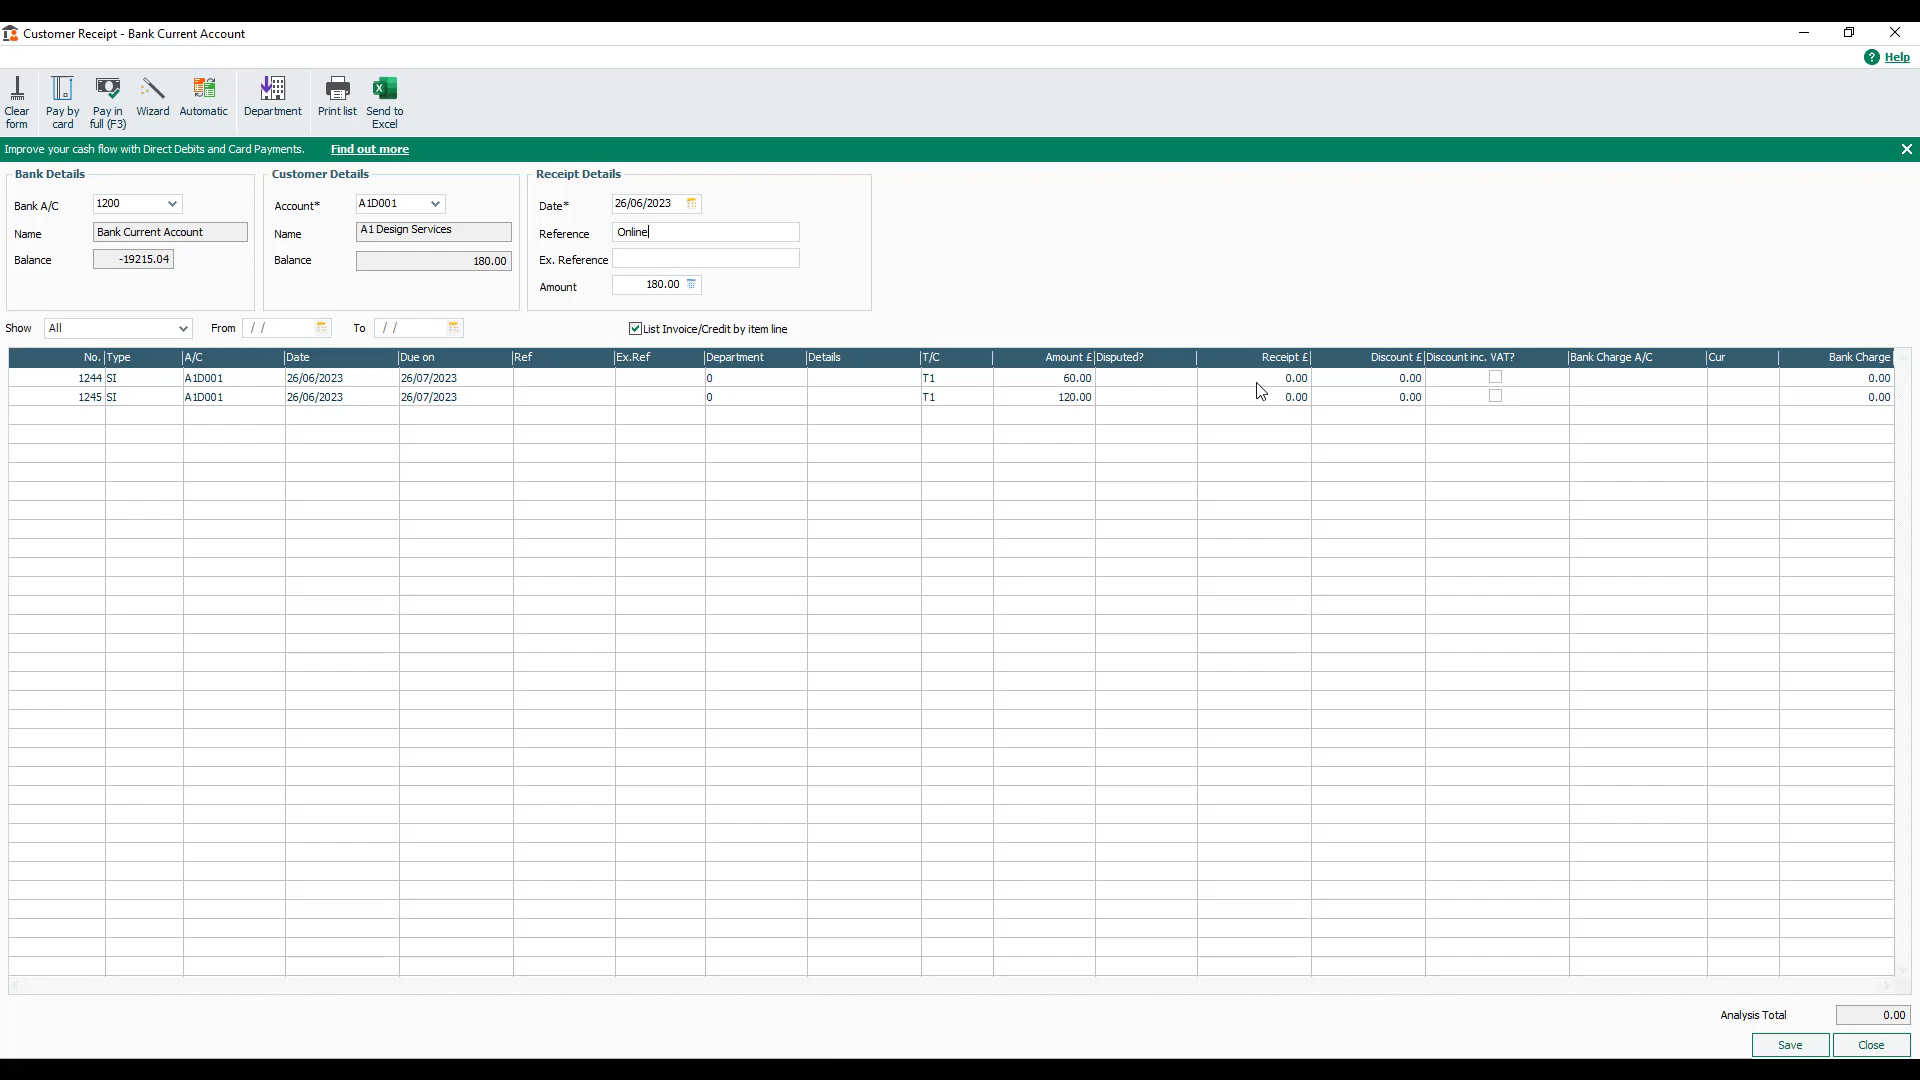 Customer Receipt - Bank Current Account
? Help
Clear form
Pay by card
Pay in full (F3)
Wizard
Automatic
Department
Print list
Send to Excel
Improve your cash flow with Direct Debits and Card Payments. Find out more
Bank Details
Bank A/C 1200
Name Bank Current Account
Balance -19215.04
Customer Details
Account* A1D001
Name A1 Design Services
Balance 180.00
Receipt Details
Date* 26/06/2023
Reference Online
Ex. Reference
Amount 180.00
Show All From / / To / / List Invoice/Credit by item line
No. Type A/C Date Due on Ref Ex.Ref Department Details T/C Amount £ Disputed? Receipt £ Discount £ Discount inc. VAT? Bank Charge A/C Cur Bank Charge
1244 SI A1D001 26/06/2023 26/07/2023 0 T1 60.00 0.00 0.00 0.00
1245 SI A1D001 26/06/2023 26/07/2023 0 T1 120.00 0.00 0.00 0.00
Analysis Total 0.00
Save Close